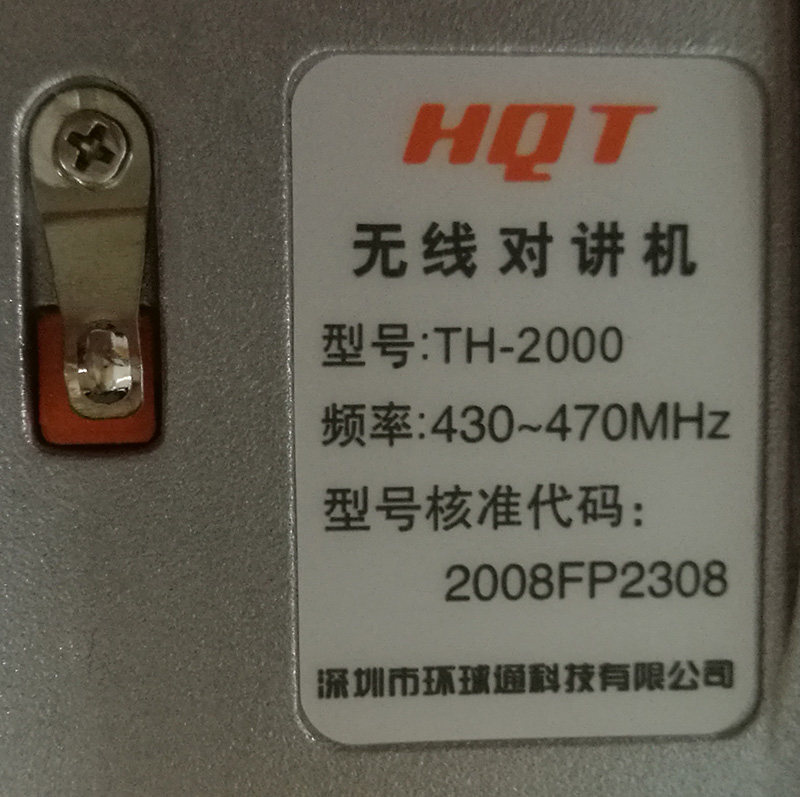 HQT
无线对讲机
型号:TH-2000
频率:430~470MHz
型号核准代码:
2008FP2308
深圳市环球通科技有限公司